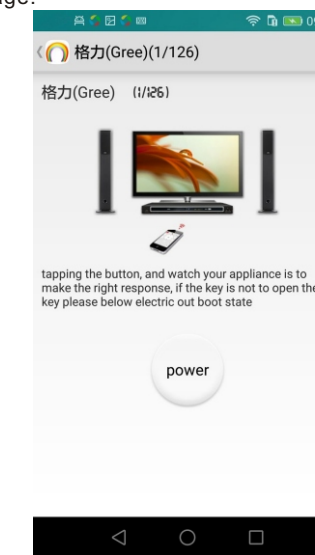 age.
格力(Gree)(1/126)
格力(Gree) (1/126)
tapping the button, and watch your appliance is to
make the right response, if the key is not to open the
key please below electric out boot state
power